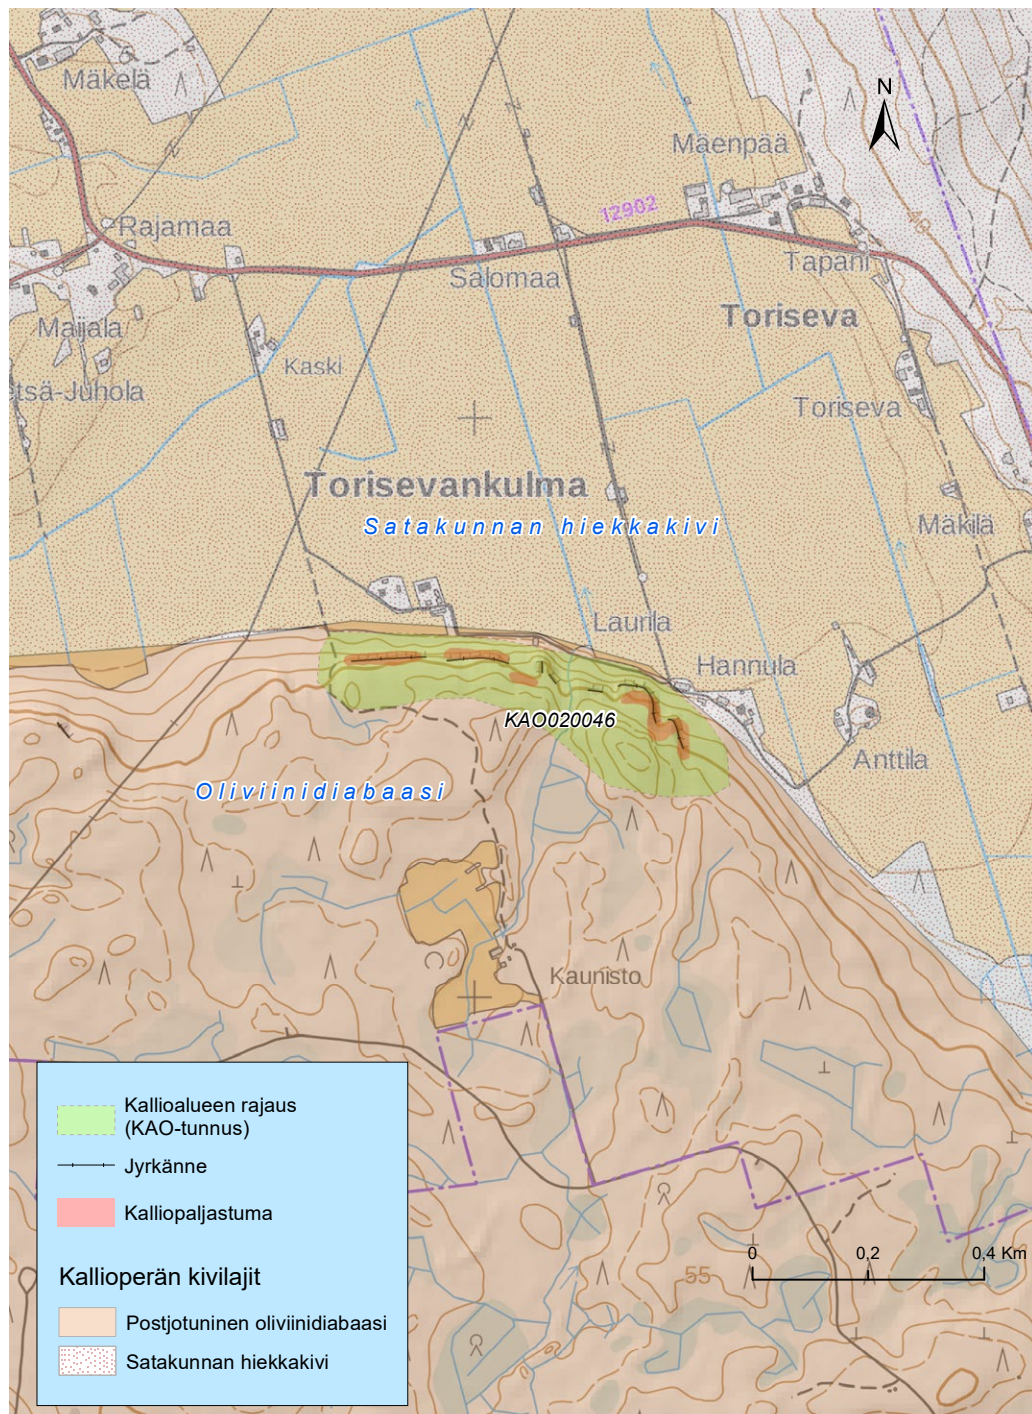 Mäkelä
N
Mäenpää
12902
Rajamaa
40
Tapani
Salomaa
Toriseva
Maijala
Kaski
etsä-Juhola
Toriseva
Torisevankulma
Satakunnan hiekkakivi
Mäkilä
Laurila
Hannula
KAO020046
Anttila
Oliviinidiabaasi
Kaunisto
Kallioalueen rajaus
(KAO-tunnus)
Jyrkänne
Kalliopaljastuma
Kallioperän kivilajit
Postjotuninen oliviinidiabaasi
Satakunnan hiekkakivi
0 0,2 0,4 Km
55